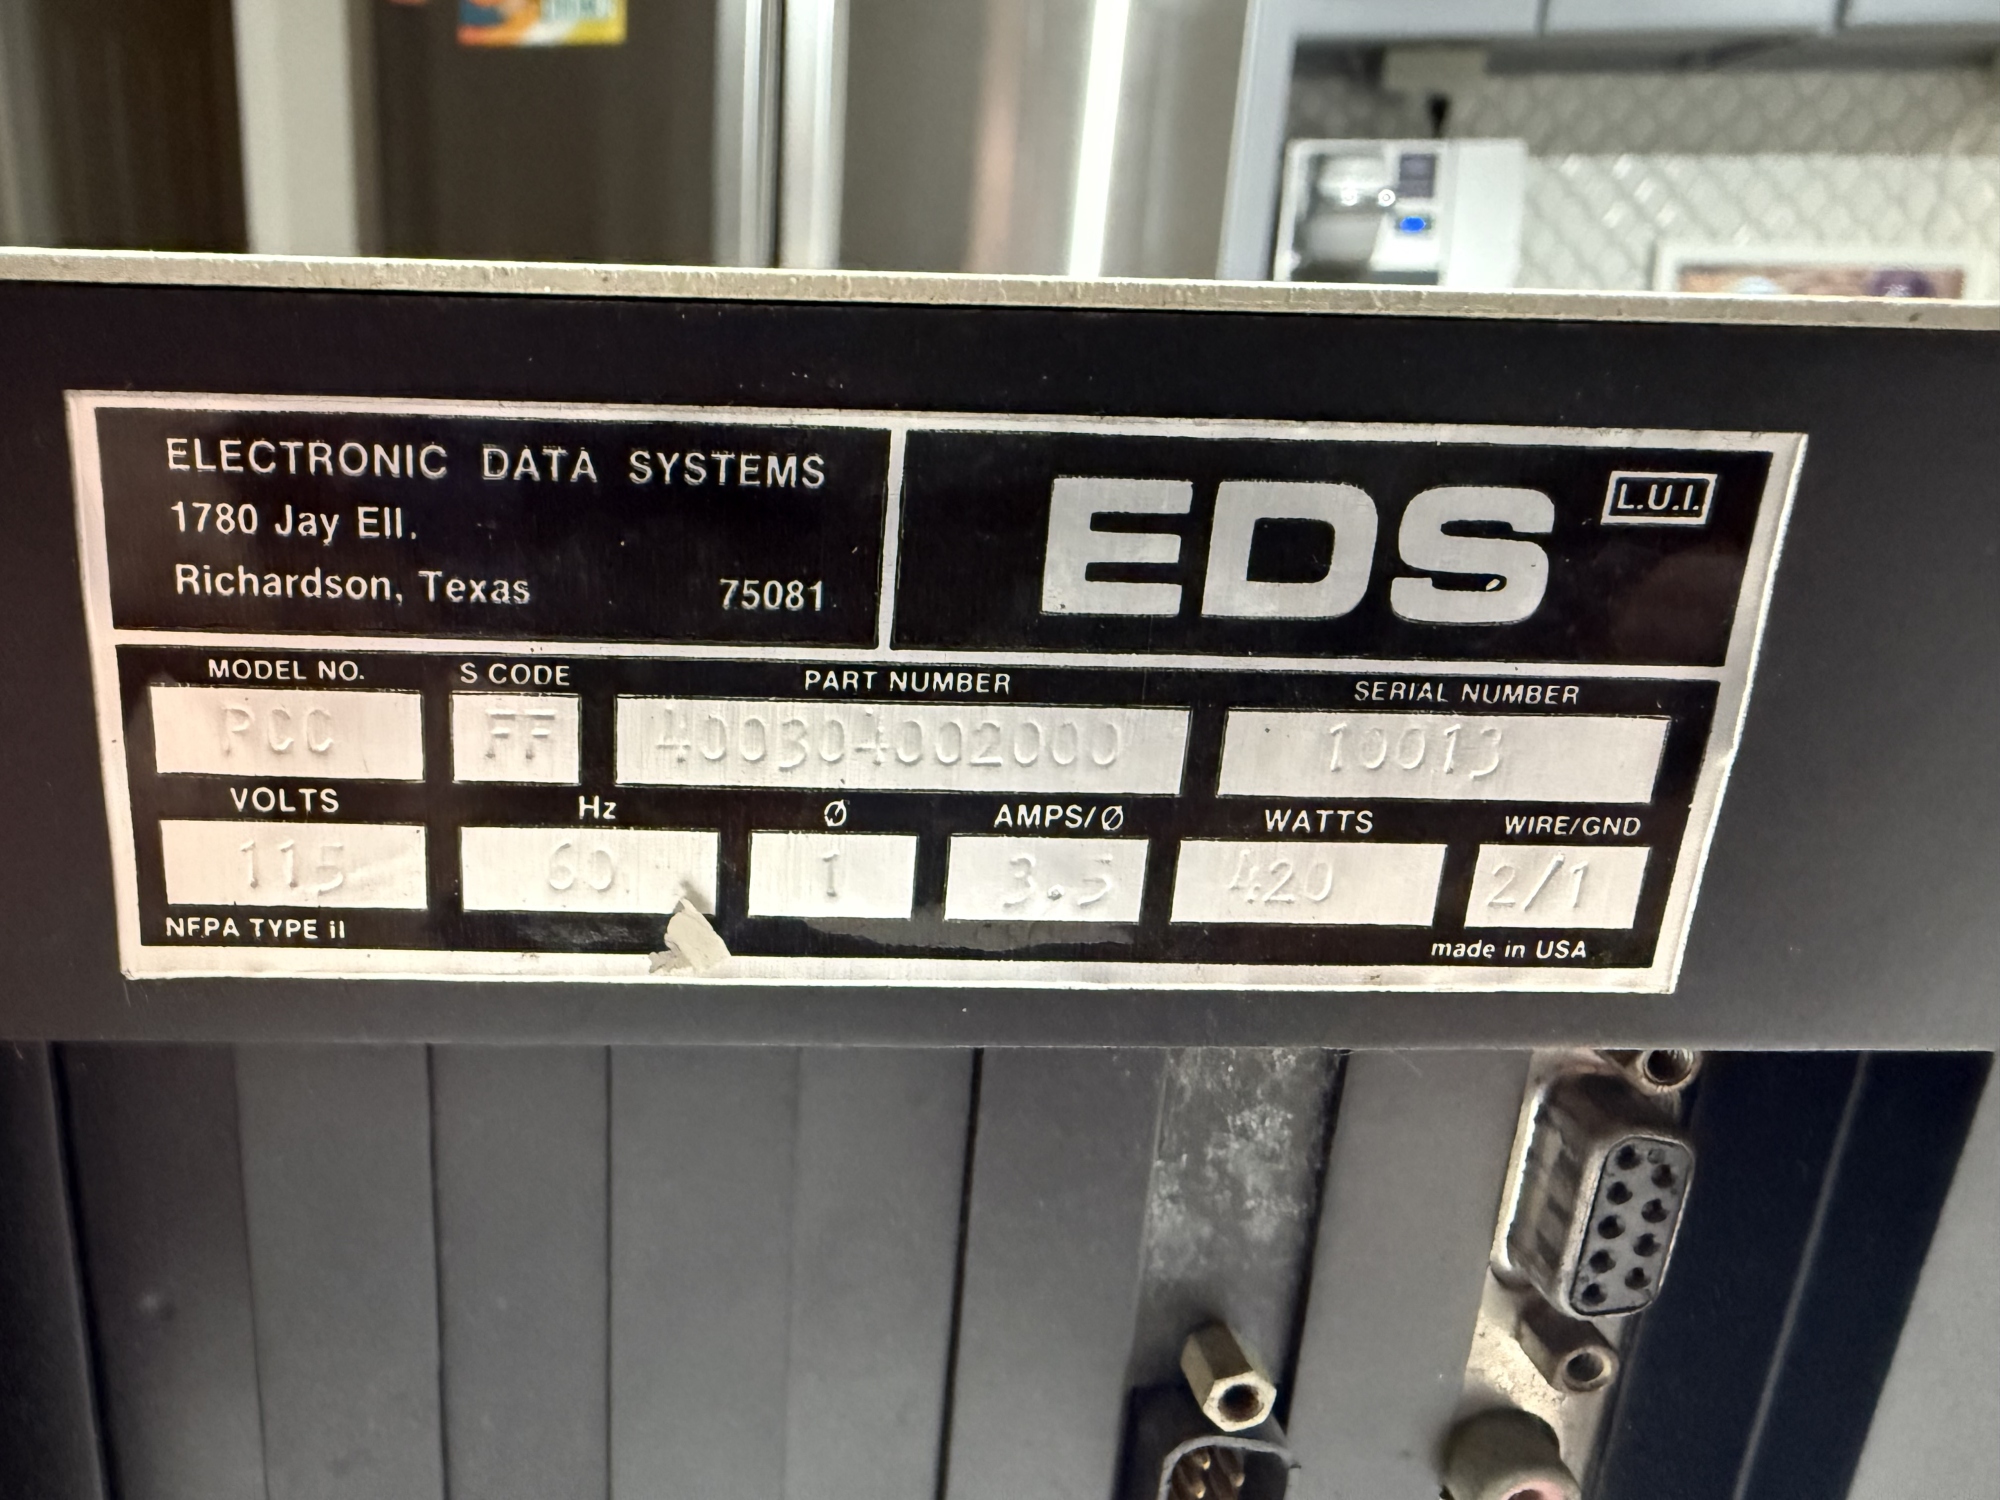 ELECTRONIC DATA SYSTEMS
1780 Jay Ell.
Richardson, Texas 75081
EDS
L.U.I.
MODEL NO. S CODE PART NUMBER SERIAL NUMBER
PCC FF 400304002000 10013
VOLTS Hz Ø AMPS/Ø WATTS WIRE/GND
115 60 1 3.5 420 2/1
NFPA TYPE II
made in USA